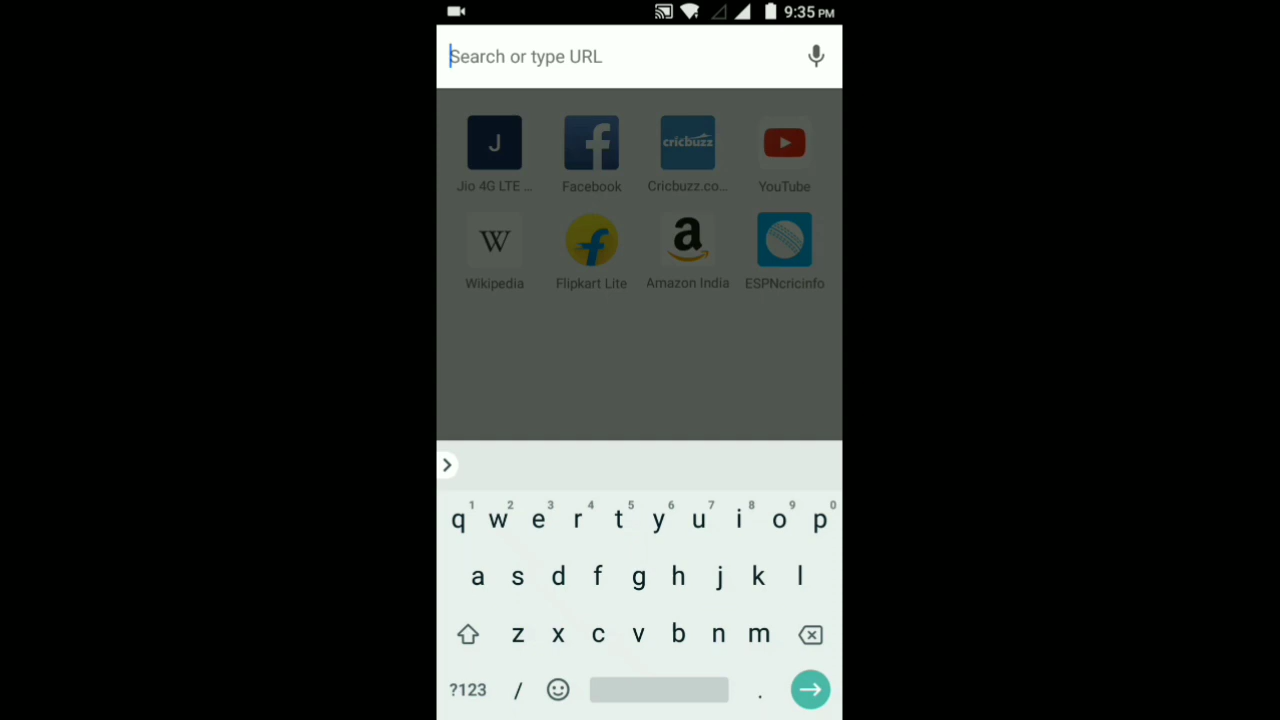 9:35 PM
Search or type URL
J
cricbuzz
Jio 4G LTE ... Facebook Cricbuzz.co... YouTube
W
a
Wikipedia Flipkart Lite Amazon India ESPNcricinfo
1 2 3 4 5 6 7 8 9 0
q w e r t y u i o p
a s d f g h j k l
z x c v b n m
?123 / .